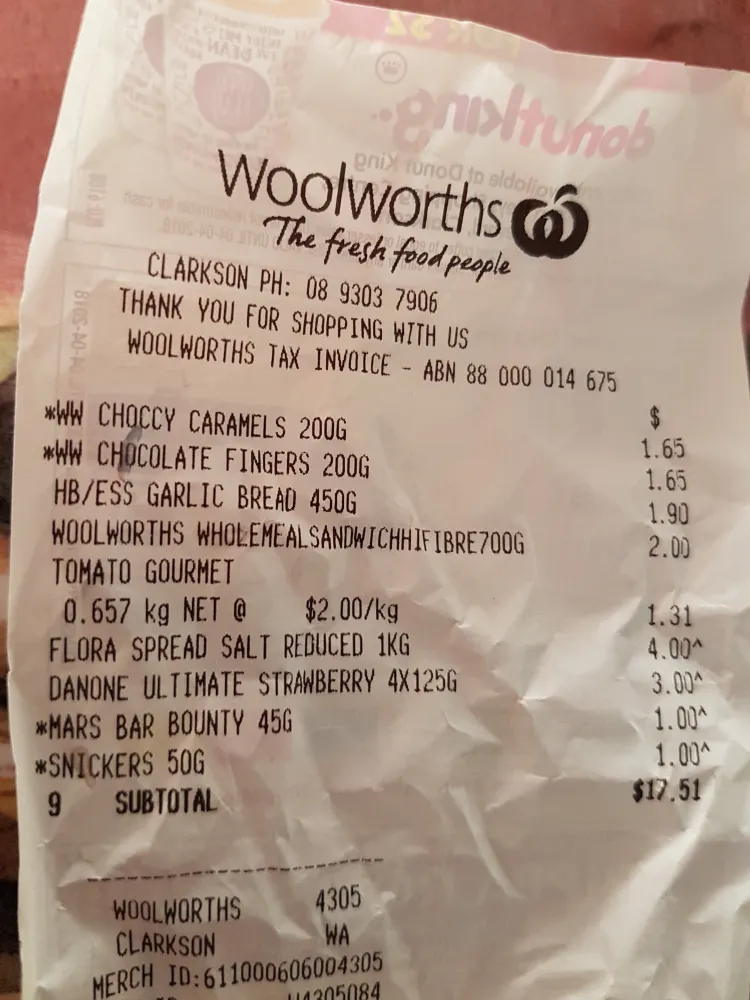 Woolworths
The fresh food people
CLARKSON PH: 08 9303 7906
THANK YOU FOR SHOPPING WITH US
WOOLWORTHS TAX INVOICE - ABN 88 000 014 675
$
*WW CHOCCY CARAMELS 200G 1.65
*WW CHOCOLATE FINGERS 200G 1.65
HB/ESS GARLIC BREAD 450G 1.90
WOOLWORTHS WHOLEMEALSANDWICHHIFIBRE700G 2.00
TOMATO GOURMET
0.657 kg NET @ $2.00/kg 1.31
FLORA SPREAD SALT REDUCED 1KG 4.00^
DANONE ULTIMATE STRAWBERRY 4X125G 3.00^
*MARS BAR BOUNTY 45G 1.00^
*SNICKERS 50G 1.00^
9 SUBTOTAL $17.51
WOOLWORTHS 4305
CLARKSON WA
MERCH ID:611000606004305
donutking